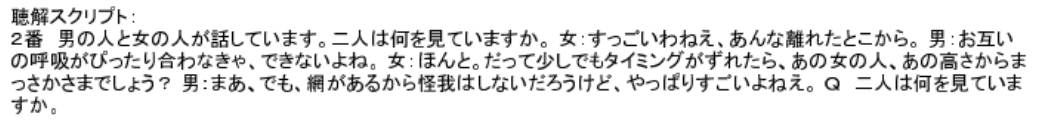 聴解スクリプト:
２番　男の人と女の人が話しています。二人は何を見ていますか。 女:すっごいわねえ、あんな離れたとこから。 男:お互い
の呼吸がぴったり合わなきゃ、できないよね。 女:ほんと。だって少しでもタイミングがずれたら、あの女の人、あの高さからま
っさかさまでしょう？ 男:まあ、でも、網があるから怪我はしないだろうけど、やっぱりすごいよねえ。 Ｑ　二人は何を見ていま
すか。